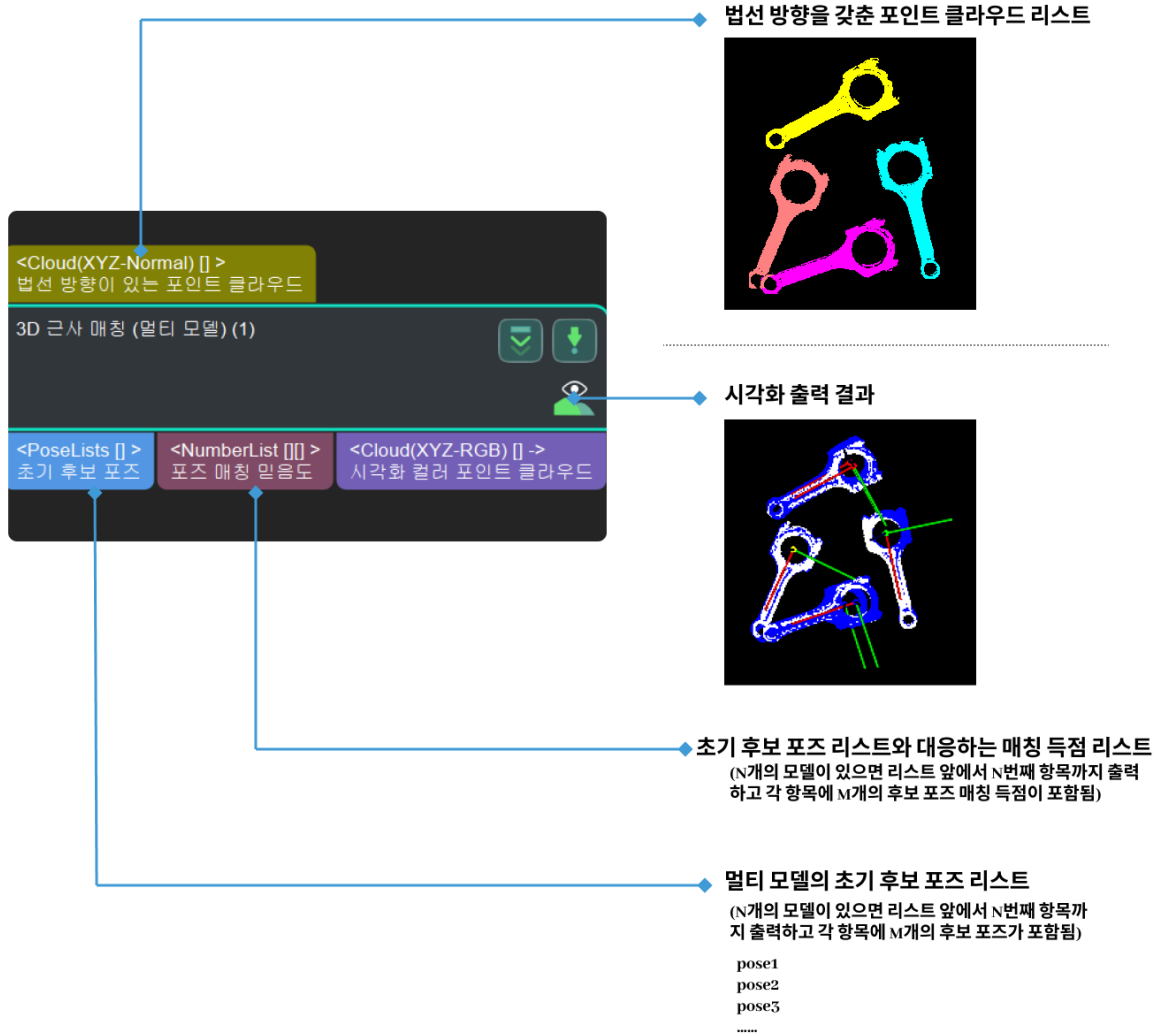 법선 방향을 갖춘 포인트 클라우드 리스트
<Cloud(XYZ-Normal) [] >
법선 방향이 있는 포인트 클라우드
3D 근사 매칭 (멀티 모델) (1)
시각화 출력 결과
<PoseLists [] >
초기 후보 포즈
<NumberList [][] >
포즈 매칭 믿음도
<Cloud(XYZ-RGB) [] ->
시각화 컬러 포인트 클라우드
초기 후보 포즈 리스트와 대응하는 매칭 득점 리스트
(N개의 모델이 있으면 리스트 앞에서 N번째 항목까지 출력
하고 각 항목에 M개의 후보 포즈 매칭 득점이 포함됨)
멀티 모델의 초기 후보 포즈 리스트
(N개의 모델이 있으면 리스트 앞에서 N번째 항목까
지 출력하고 각 항목에 M개의 후보 포즈가 포함됨)
pose1
pose2
pose3
......